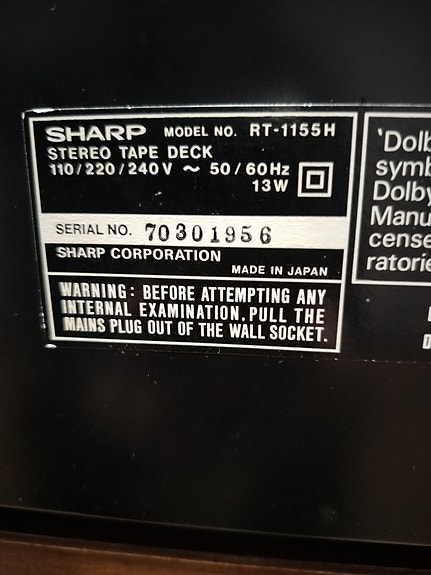 SHARP MODEL NO. RT-1155H
STEREO TAPE DECK
110/220/240 V ~ 50/60Hz
13W
SERIAL NO. 70301956
SHARP CORPORATION
MADE IN JAPAN
WARNING: BEFORE ATTEMPTING ANY
INTERNAL EXAMINATION, PULL THE
MAINS PLUG OUT OF THE WALL SOCKET.
'Dolb
symb
Dolby
Manu
cense
ratorie